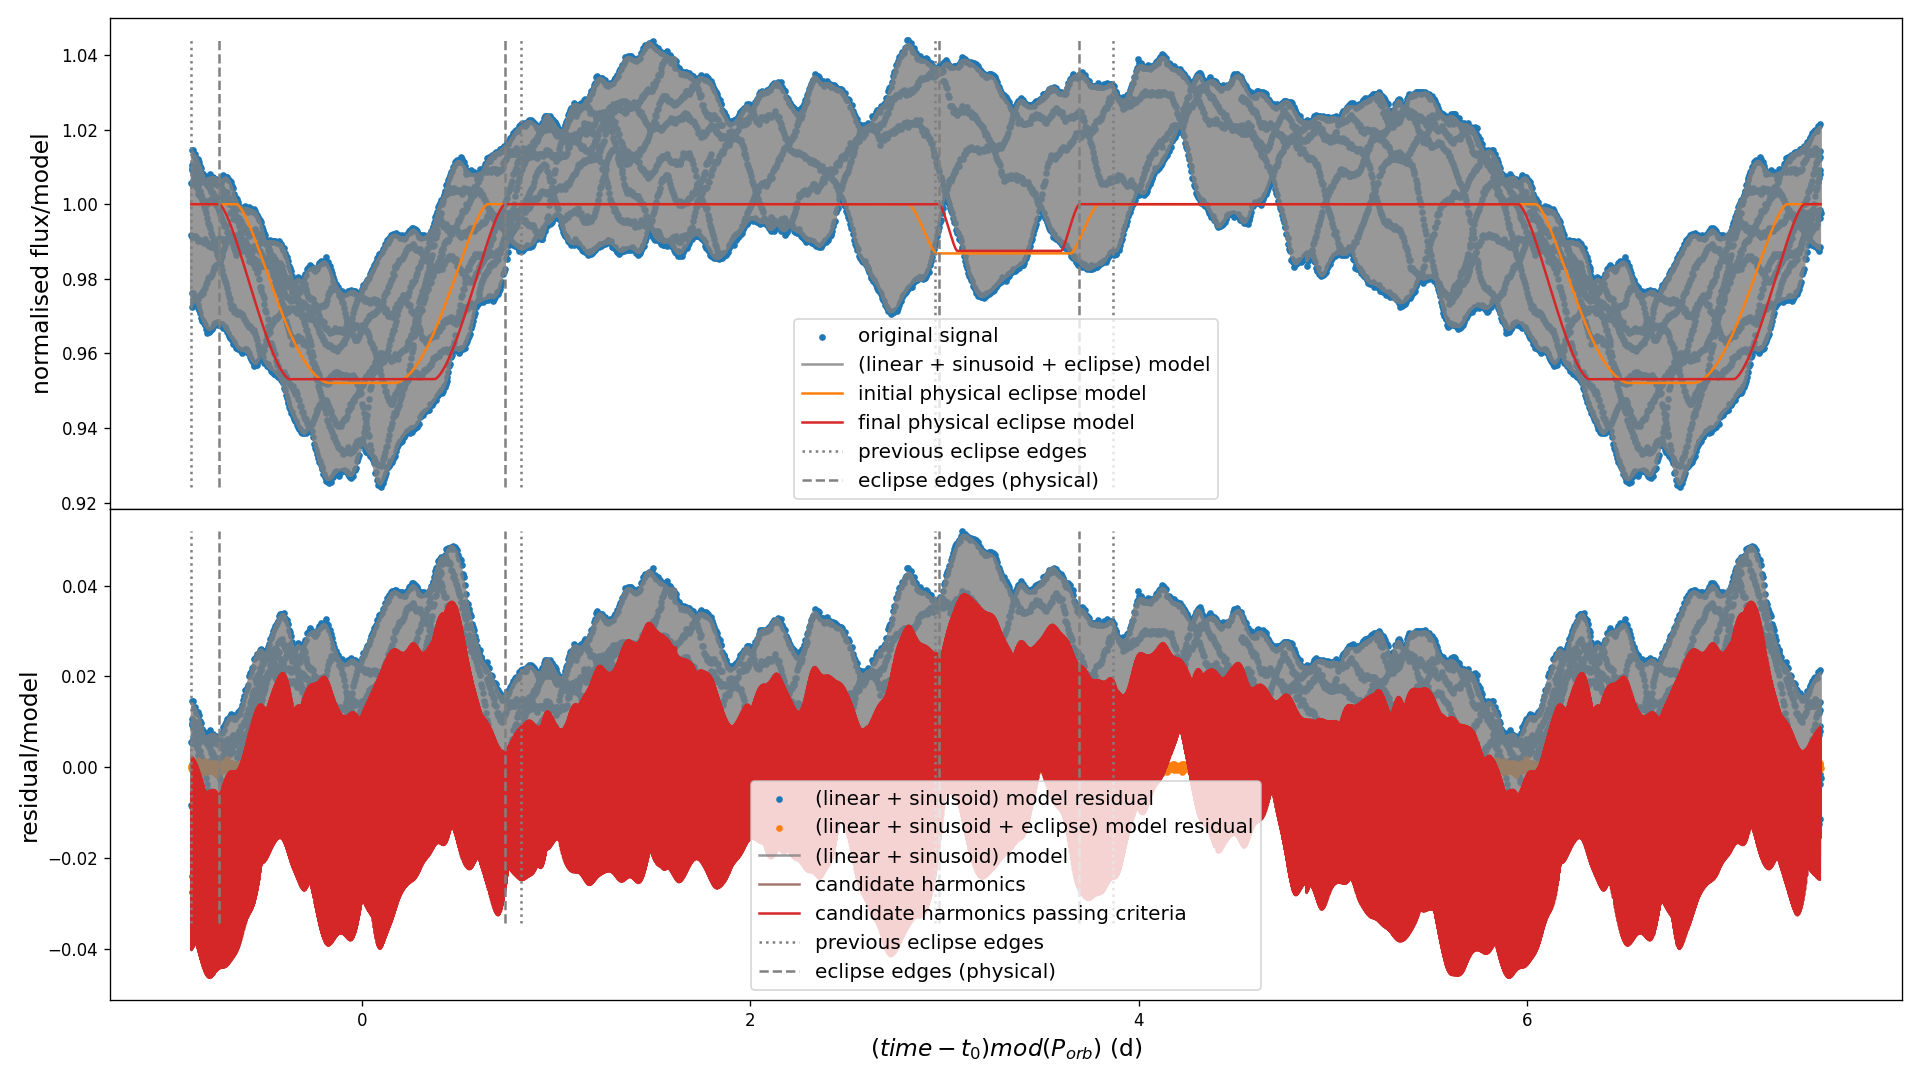 normalised flux/model
1.04
1.02
1.00
0.98
0.96
0.94
0.92
original signal
(linear + sinusoid + eclipse) model
initial physical eclipse model
final physical eclipse model
previous eclipse edges
eclipse edges (physical)
residual/model
0.04
0.02
0.00
−0.02
−0.04
(linear + sinusoid) model residual
(linear + sinusoid + eclipse) model residual
(linear + sinusoid) model
candidate harmonics
candidate harmonics passing criteria
previous eclipse edges
eclipse edges (physical)
0 2 4 6
(time − t₀)mod(Pₒᵣb) (d)